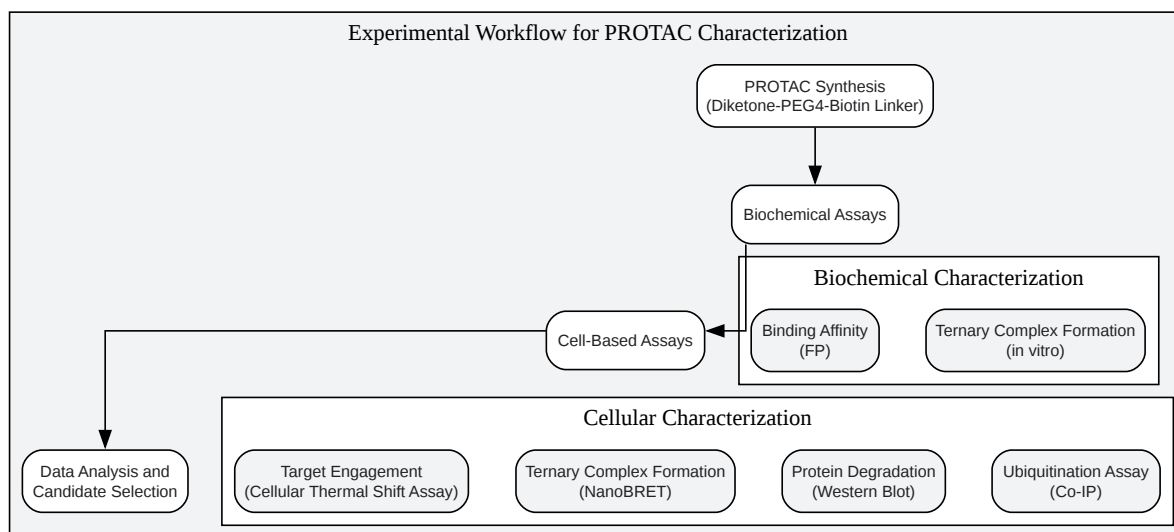 Experimental Workflow for PROTAC Characterization
PROTAC Synthesis
(Diketone-PEG4-Biotin Linker)
Biochemical Assays
Biochemical Characterization
Binding Affinity
(FP)
Ternary Complex Formation
(in vitro)
Cell-Based Assays
Cellular Characterization
Data Analysis and
Candidate Selection
Target Engagement
(Cellular Thermal Shift Assay)
Ternary Complex Formation
(NanoBRET)
Protein Degradation
(Western Blot)
Ubiquitination Assay
(Co-IP)